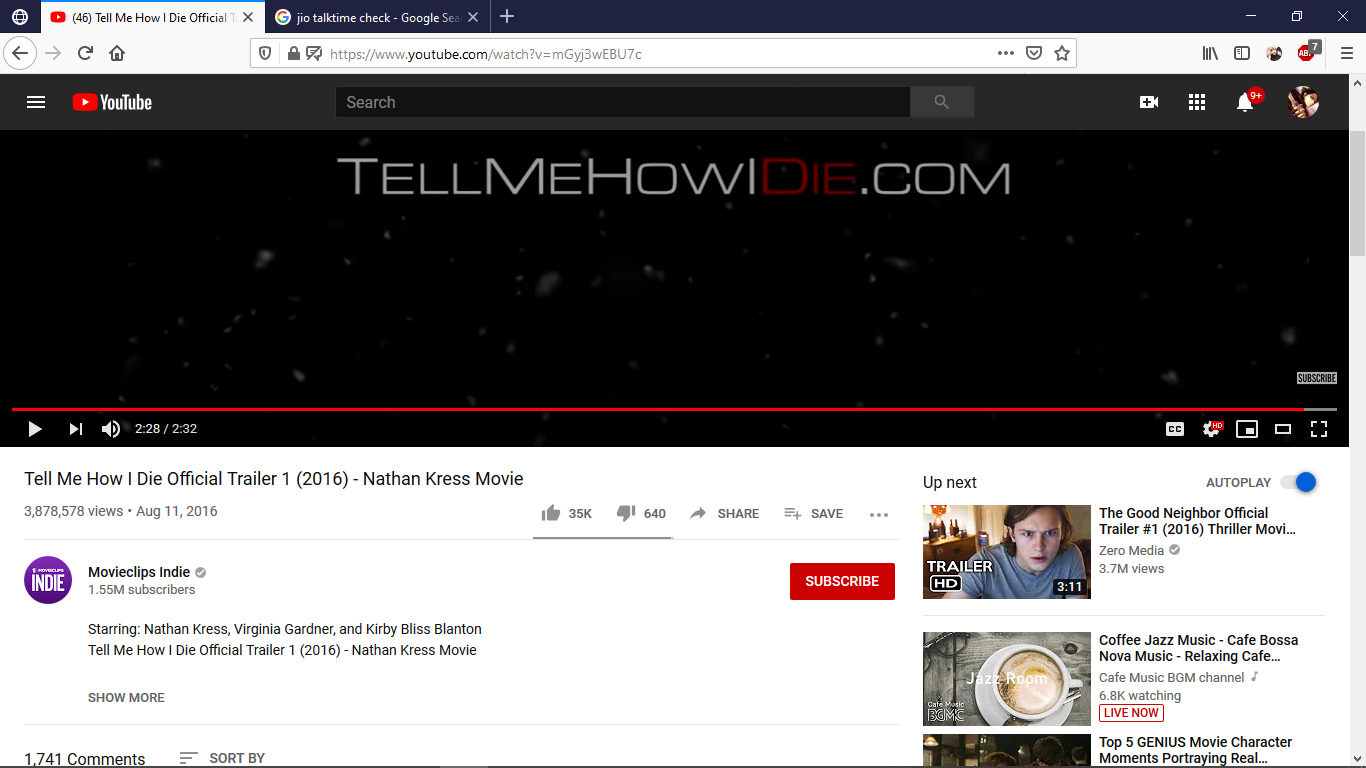 (46) Tell Me How I Die Official T
jio talktime check - Google Sea
https://www.youtube.com/watch?v=mGyj3wEBU7c
ABP
7
YouTube
Search
9+
TELLMEHOWIDIE.COM
SUBSCRIBE
2:28 / 2:32
CC
HD
Tell Me How I Die Official Trailer 1 (2016) - Nathan Kress Movie
3,878,578 views • Aug 11, 2016
35K
640
SHARE
SAVE
MOVIECLIPS
INDIE
Movieclips Indie
1.55M subscribers
SUBSCRIBE
Starring: Nathan Kress, Virginia Gardner, and Kirby Bliss Blanton
Tell Me How I Die Official Trailer 1 (2016) - Nathan Kress Movie
SHOW MORE
1,741 Comments
SORT BY
Up next
AUTOPLAY
TRAILER
HD
3:11
The Good Neighbor Official
Trailer #1 (2016) Thriller Movi...
Zero Media
3.7M views
Jazz Room
Cafe Music
BGMC
Coffee Jazz Music - Cafe Bossa
Nova Music - Relaxing Cafe...
Cafe Music BGM channel
6.8K watching
LIVE NOW
Top 5 GENIUS Movie Character
Moments Portraying Real...